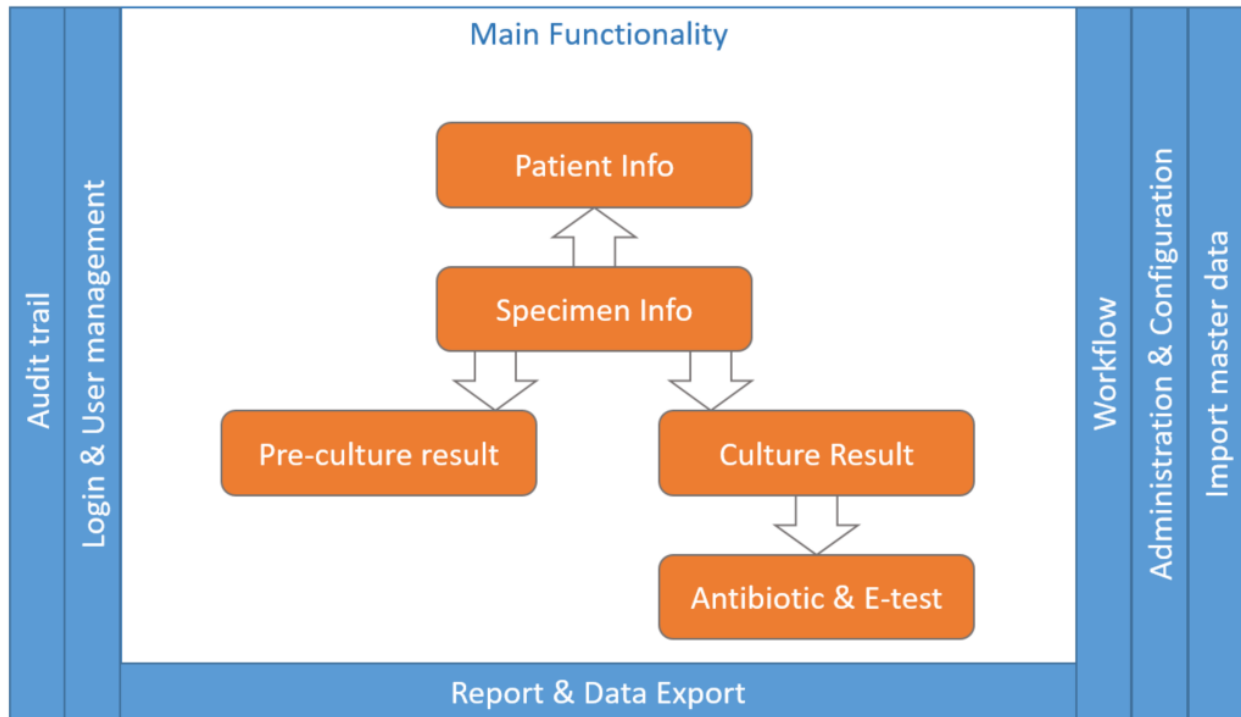 Main Functionality
Patient Info
Specimen Info
Pre-culture result
Culture Result
Antibiotic & E-test
Audit trail
Login & User management
Workflow
Administration & Configuration
Import master data
Report & Data Export